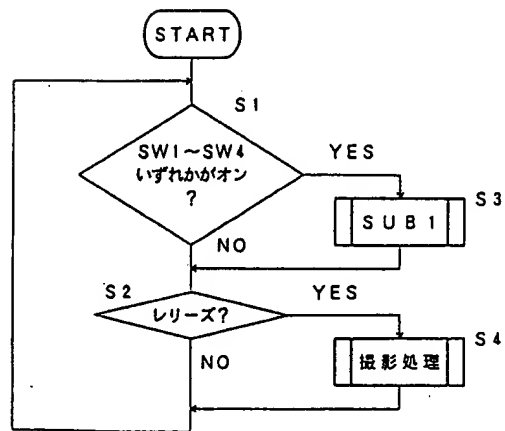 START
S1
SW1~SW4
いずれかがオン
?
YES
S3
SUB1
NO
S2
レリーズ?
YES
S4
撮影処理
NO